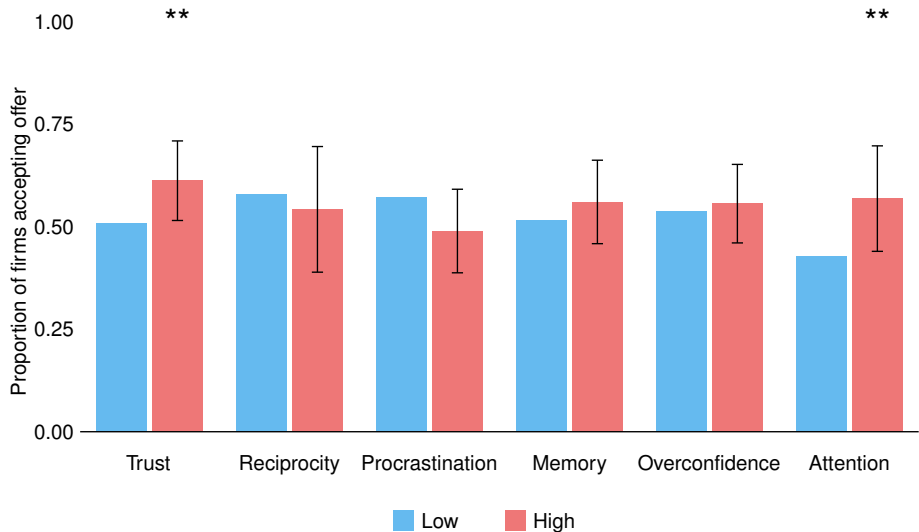 ** **
1.00
0.75
0.50
0.25
0.00
Proportion of firms accepting offer
Trust Reciprocity Procrastination Memory Overconfidence Attention
Low High